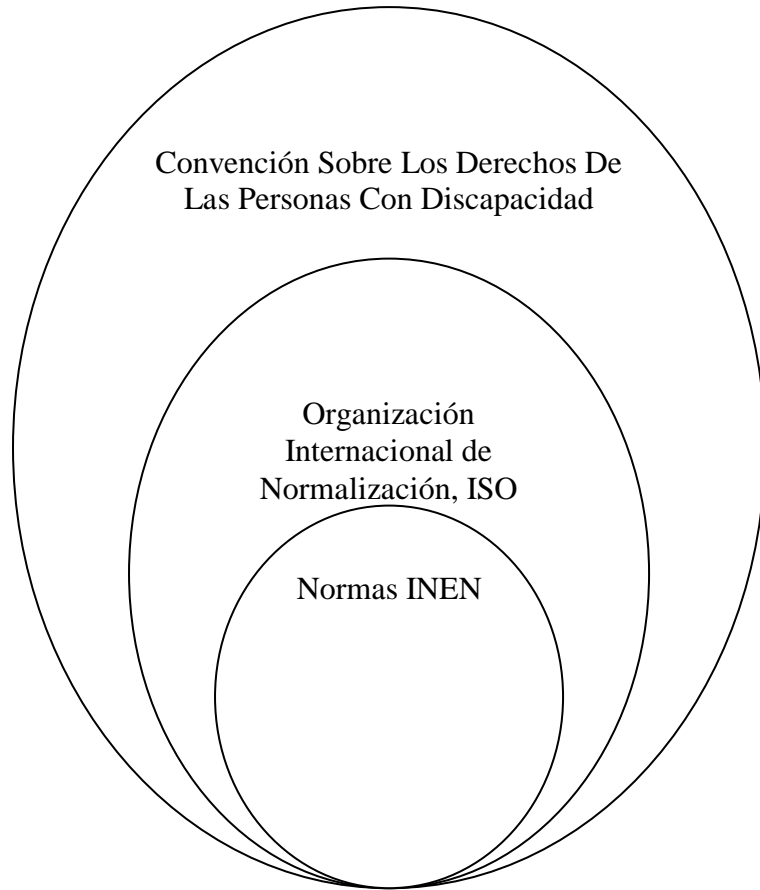 Convención Sobre Los Derechos De
Las Personas Con Discapacidad
Organización
Internacional de
Normalización, ISO
Normas INEN